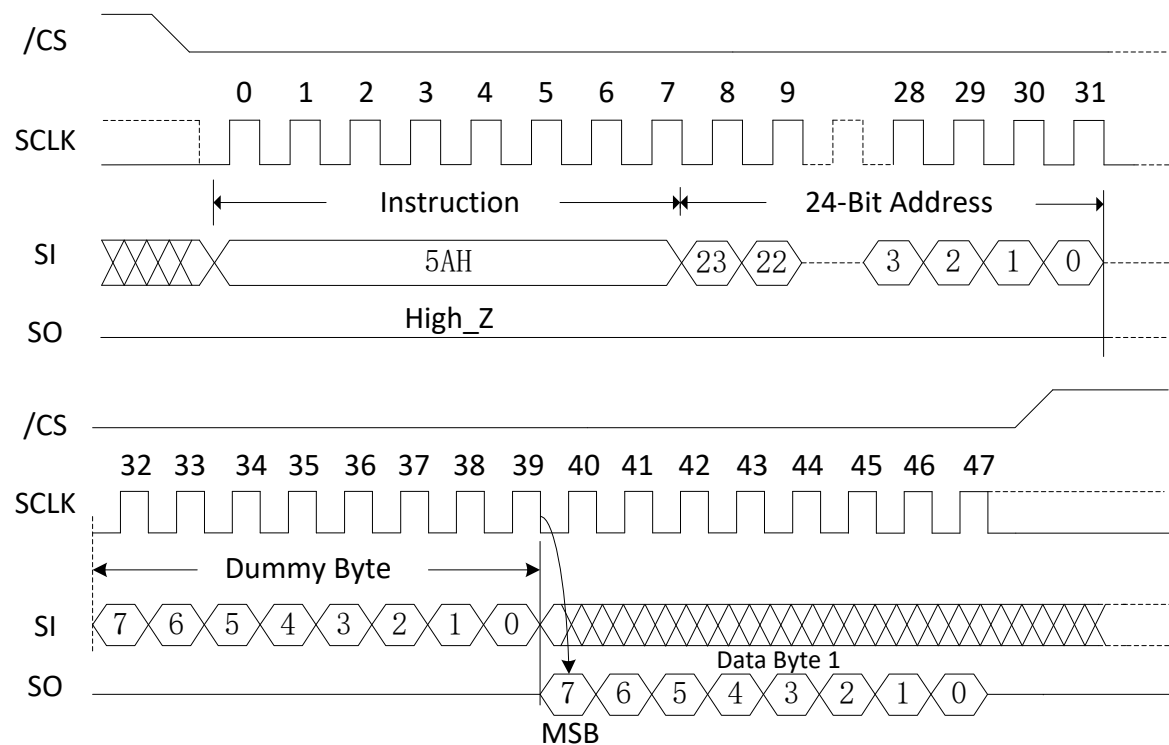 /CS
0 1 2 3 4 5 6 7 8 9 28 29 30 31
SCLK
Instruction 24-Bit Address
SI 5AH 23 22 3 2 1 0
High_Z
SO
/CS
32 33 34 35 36 37 38 39 40 41 42 43 44 45 46 47
SCLK
Dummy Byte
SI 7 6 5 4 3 2 1 0
Data Byte 1
SO 7 6 5 4 3 2 1 0
MSB